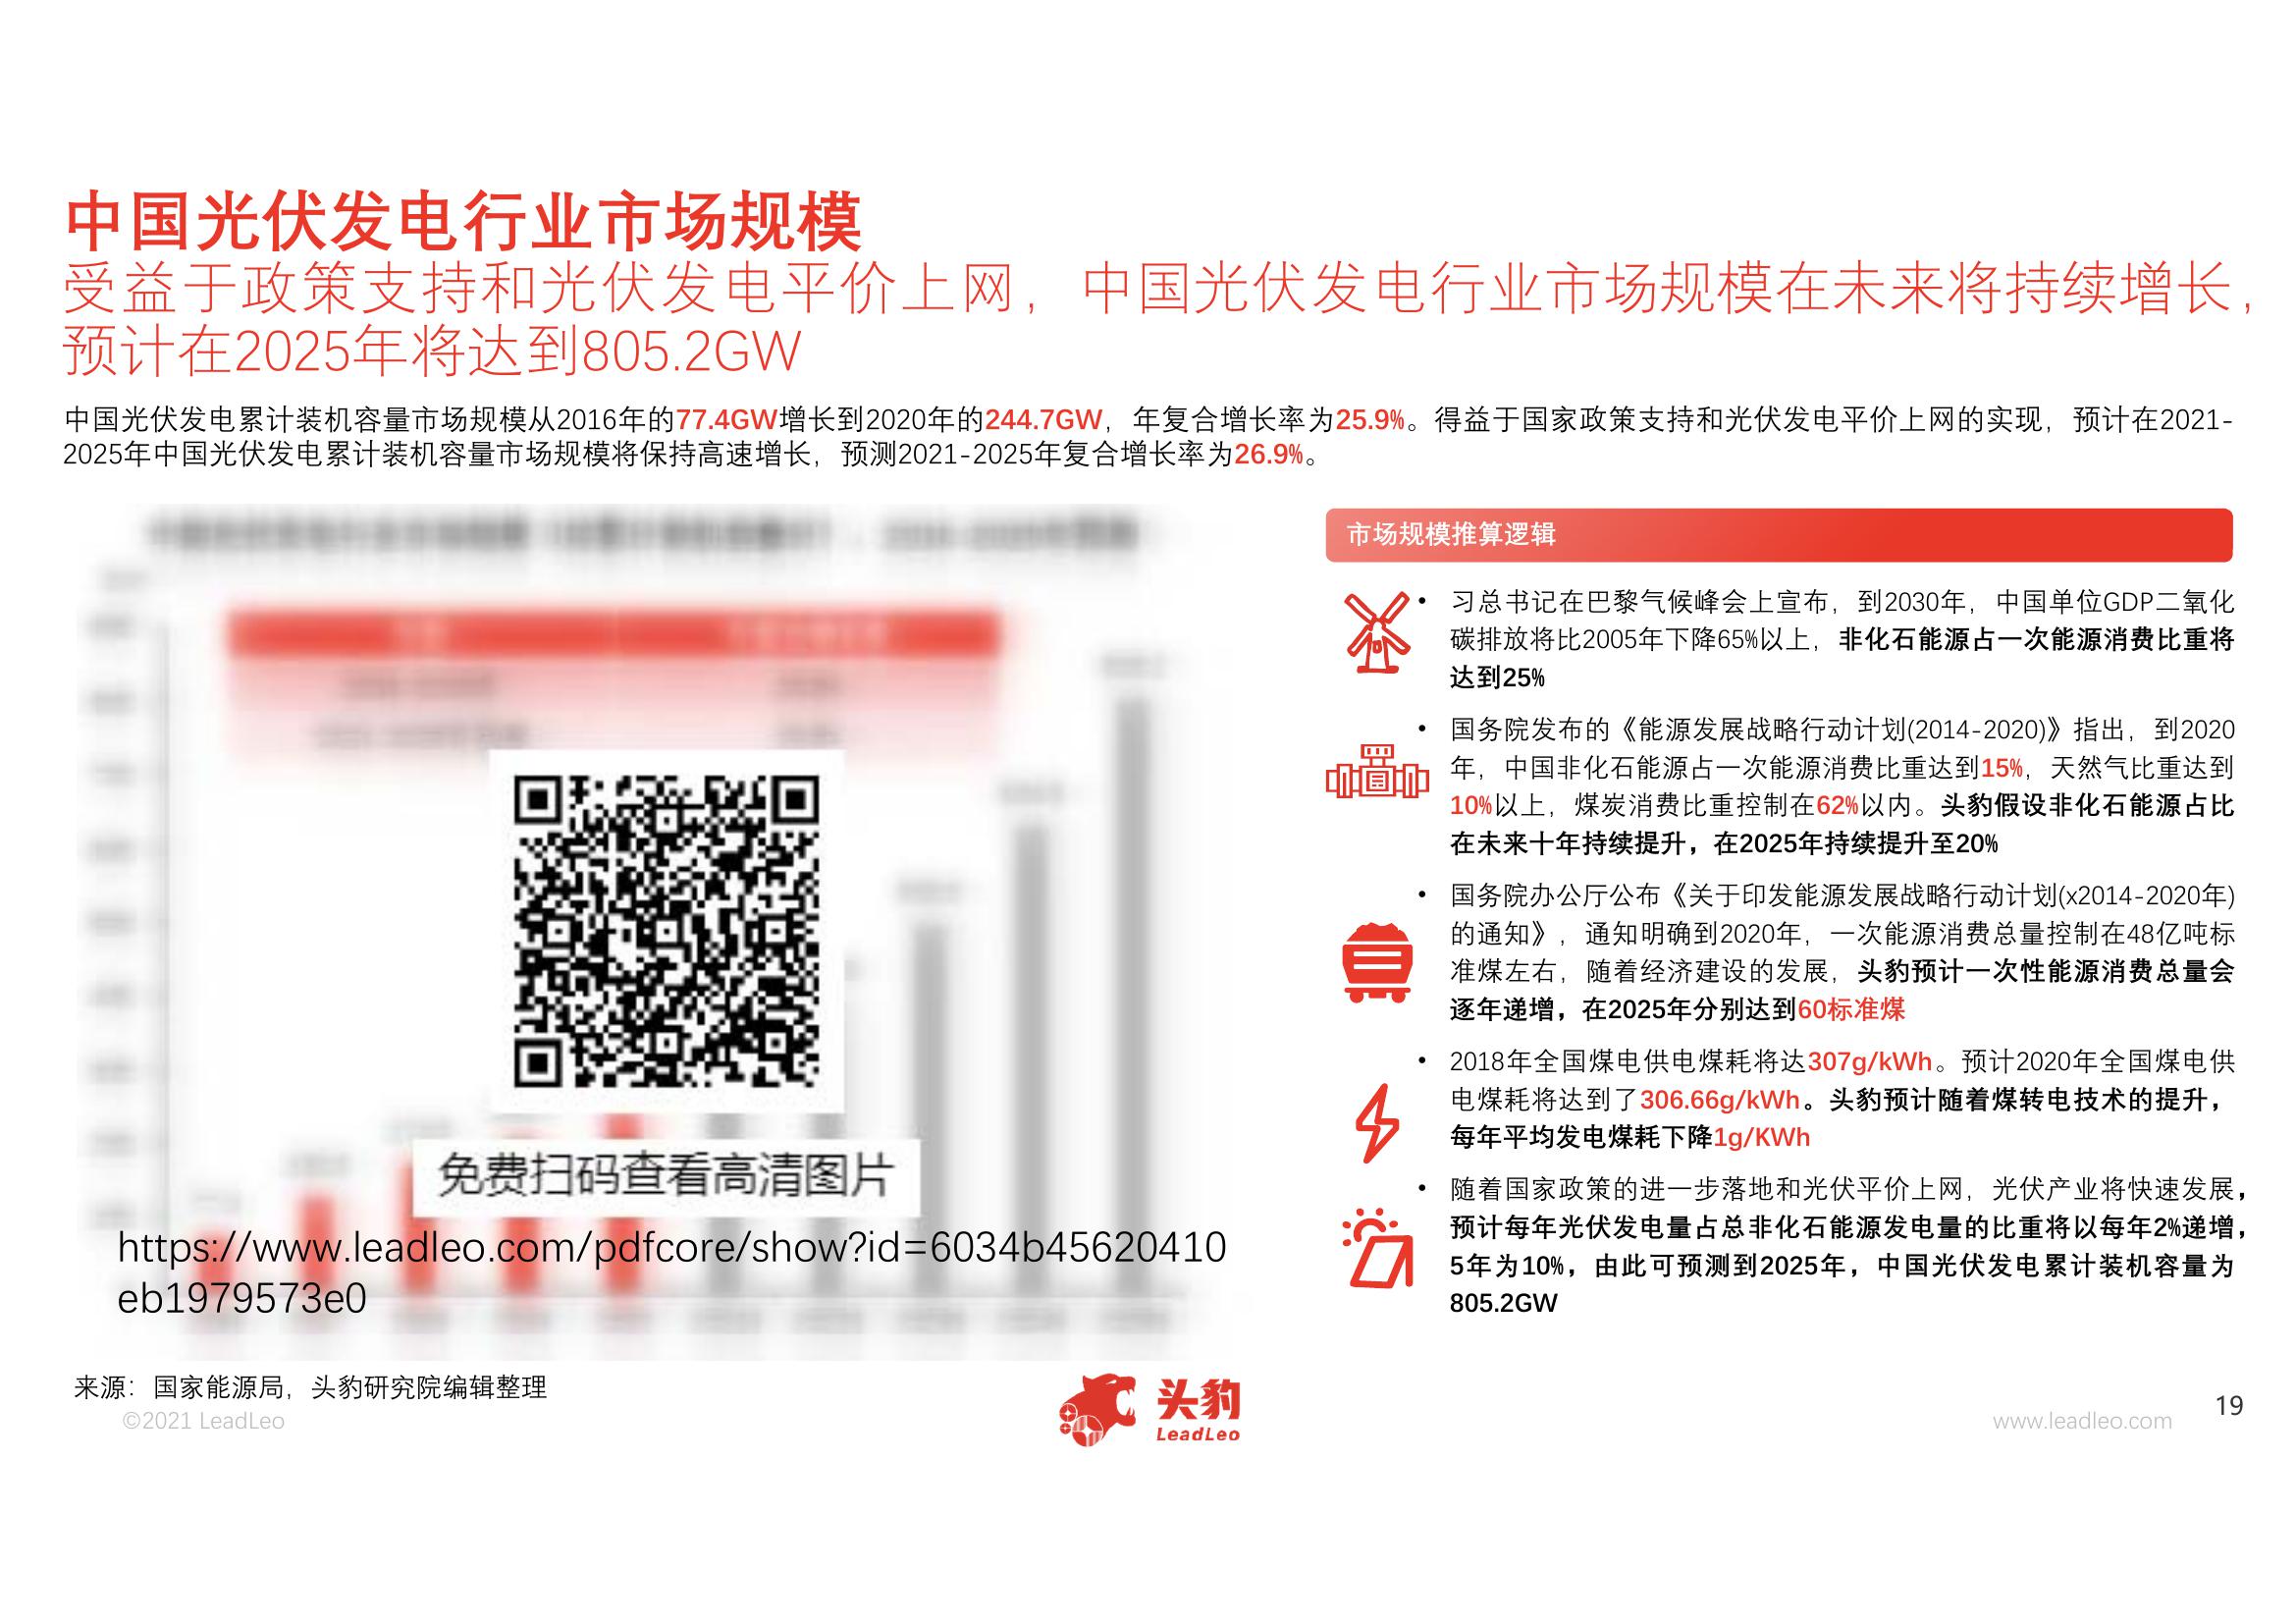 中国光伏发电行业市场规模
受益于政策支持和光伏发电平价上网，中国光伏发电行业市场规模在未来将持续增长，
预计在2025年将达到805.2GW
中国光伏发电累计装机容量市场规模从2016年的77.4GW增长到2020年的244.7GW，年复合增长率为25.9%。得益于国家政策支持和光伏发电平价上网的实现，预计在2021-
2025年中国光伏发电累计装机容量市场规模将保持高速增长，预测2021-2025年复合增长率为26.9%。
免费扫码查看高清图片
https://www.leadleo.com/pdfcore/show?id=6034b45620410
eb1979573e0
市场规模推算逻辑
• 习总书记在巴黎气候峰会上宣布，到2030年，中国单位GDP二氧化
碳排放将比2005年下降65%以上，非化石能源占一次能源消费比重将
达到25%
• 国务院发布的《能源发展战略行动计划(2014-2020)》指出，到2020
年，中国非化石能源占一次能源消费比重达到15%，天然气比重达到
10%以上，煤炭消费比重控制在62%以内。头豹假设非化石能源占比
在未来十年持续提升，在2025年持续提升至20%
• 国务院办公厅公布《关于印发能源发展战略行动计划(x2014-2020年)
的通知》，通知明确到2020年，一次能源消费总量控制在48亿吨标
准煤左右，随着经济建设的发展，头豹预计一次性能源消费总量会
逐年递增，在2025年分别达到60标准煤
• 2018年全国煤电供电煤耗将达307g/kWh。预计2020年全国煤电供
电煤耗将达到了306.66g/kWh。头豹预计随着煤转电技术的提升，
每年平均发电煤耗下降1g/KWh
• 随着国家政策的进一步落地和光伏平价上网，光伏产业将快速发展，
预计每年光伏发电量占总非化石能源发电量的比重将以每年2%递增，
5年为10%，由此可预测到2025年，中国光伏发电累计装机容量为
805.2GW
来源：国家能源局，头豹研究院编辑整理
©2021 LeadLeo
头豹
LeadLeo
www.leadleo.com
19